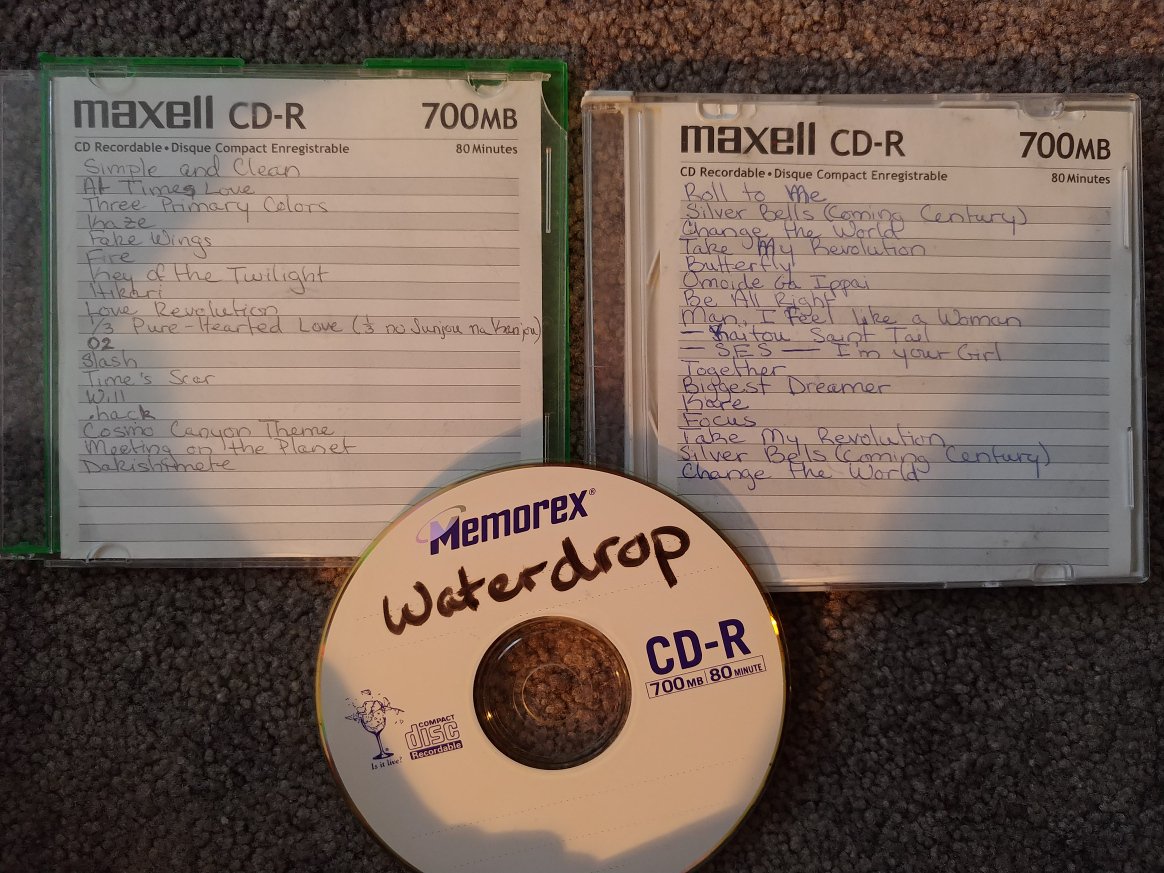 maxell CD-R 700MB
CD Recordable•Disque Compact Enregistrable 80 Minutes
Simple and Clean
At Times Love
Three Primary Colors
Kaze
Fake Wings
Fire
Key of the Twilight
Hikari
Love Revolution
1/3 Pure-Hearted Love (1/3 no Junjou na Kanjou)
02
Slash
Time's Scar
Will
.hack
Cosmo Canyon Theme
Meeting on the Planet
Dakishimete
maxell CD-R 700MB
CD Recordable•Disque Compact Enregistrable 80 Minutes
Roll to Me
Silver Bells (Coming Century)
Change the World
Take My Revolution
Butterfly
Omoide Ga Ippai
Be All Right
Man, I Feel like a Woman
— Kaitou Saint Tail
— SES — I'm your Girl
Together
Biggest Dreamer
Kore
Focus
Take My Revolution
Silver Bells (Coming Century)
Change the World
Memorex®
Waterdrop
CD-R
700 MB 80 MINUTE
Is it live?®
COMPACT
disc
Recordable